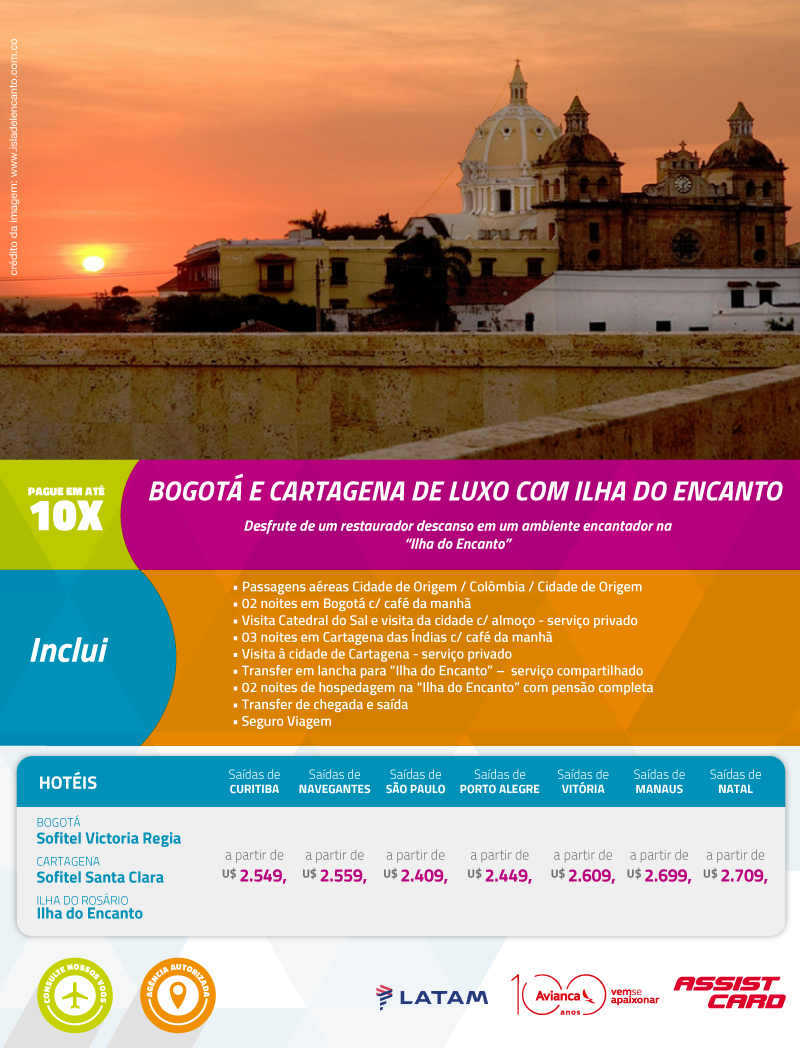 crédito da imagem: www.isladelencanto.com.co
PAGUE EM ATÉ
10X
BOGOTÁ E CARTAGENA DE LUXO COM ILHA DO ENCANTO
Desfrute de um restaurador descanso em um ambiente encantador na
“Ilha do Encanto”
Inclui
• Passagens aéreas Cidade de Origem / Colômbia / Cidade de Origem
• 02 noites em Bogotá c/ café da manhã
• Visita Catedral do Sal e visita da cidade c/ almoço - serviço privado
• 03 noites em Cartagena das Índias c/ café da manhã
• Visita à cidade de Cartagena - serviço privado
• Transfer em lancha para “Ilha do Encanto” – serviço compartilhado
• 02 noites de hospedagem na “Ilha do Encanto” com pensão completa
• Transfer de chegada e saída
• Seguro Viagem
HOTÉIS
Saídas de CURITIBA
Saídas de NAVEGANTES
Saídas de SÃO PAULO
Saídas de PORTO ALEGRE
Saídas de VITÓRIA
Saídas de MANAUS
Saídas de NATAL
BOGOTÁ
Sofitel Victoria Regia
CARTAGENA
Sofitel Santa Clara
ILHA DO ROSÁRIO
Ilha do Encanto
a partir de U$ 2.549,
a partir de U$ 2.559,
a partir de U$ 2.409,
a partir de U$ 2.449,
a partir de U$ 2.609,
a partir de U$ 2.699,
a partir de U$ 2.709,
CONSULTE NOSSOS VOOS
AGÊNCIA AUTORIZADA
LATAM
100 anos Avianca
vemse
apaixonar
ASSIST
CARD